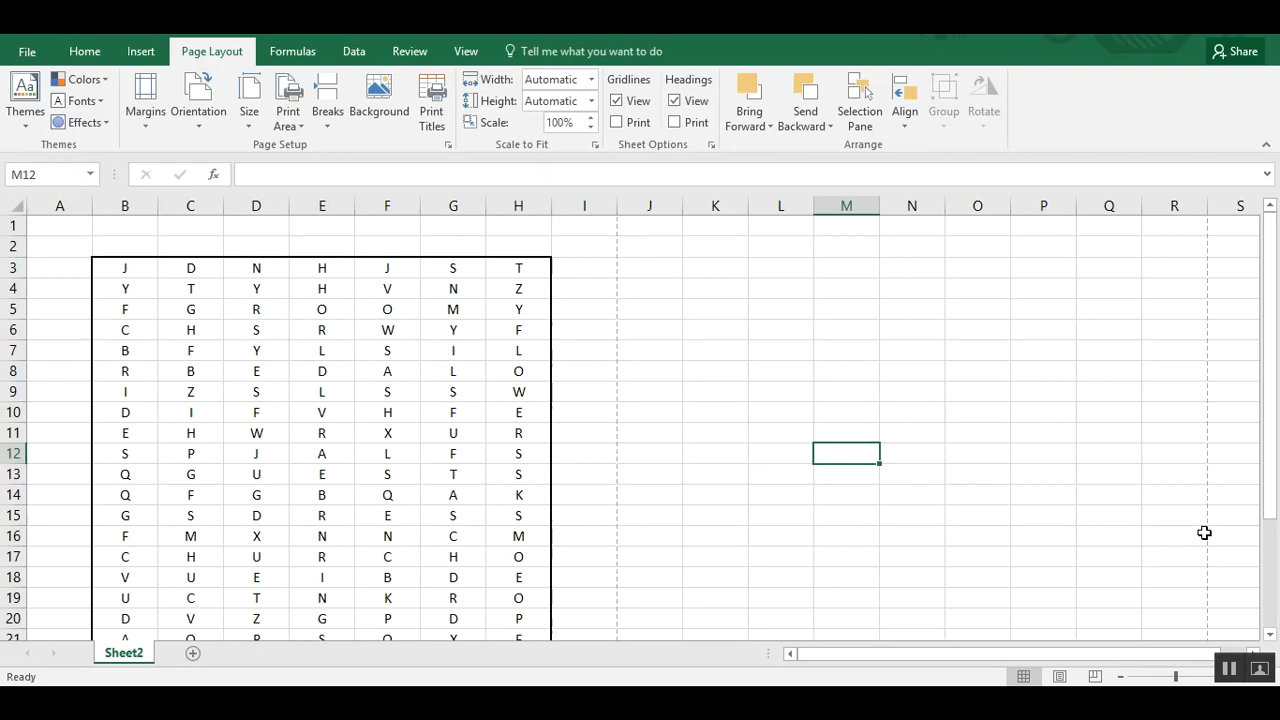 File Home Insert Page Layout Formulas Data Review View Tell me what you want to do Share
Themes Colors Fonts Effects Margins Orientation Size Print Area Breaks Background Print Titles Width: Automatic Height: Automatic Scale: 100% Gridlines View Print Headings View Print Bring Forward Send Backward Selection Pane Align Group Rotate
Themes Page Setup Scale to Fit Sheet Options Arrange
M12 fx
A B C D E F G H I J K L M N O P Q R S
1
2
3 J D N H J S T
4 Y T Y H V N Z
5 F G R O O M Y
6 C H S R W Y F
7 B F Y L S I L
8 R B E D A L O
9 I Z S L S S W
10 D I F V H F E
11 E H W R X U R
12 S P J A L F S
13 Q G U E S T S
14 Q F G B Q A K
15 G S D R E S S
16 F M X N N C M
17 C H U R C H O
18 V U E I B D E
19 U C T N K R O
20 D V Z G P D P
21
Sheet2
Ready